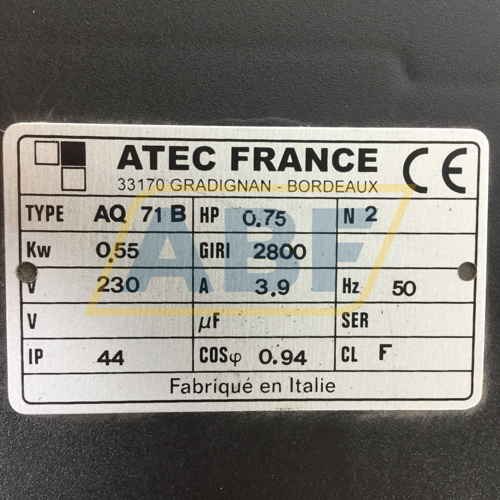 ATEC FRANCE CE
33170 GRADIGNAN - BORDEAUX
TYPE AQ 71 B HP 0.75 N 2
Kw 0,55 GIRI 2800
V 230 A 3.9 Hz 50
V µF SER
IP 44 COSφ 0.94 CL F
Fabriqué en Italie
ABF